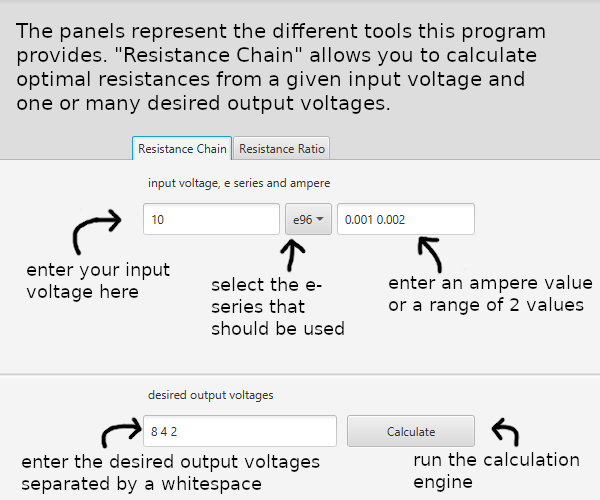 The panels represent the different tools this program
provides. "Resistance Chain" allows you to calculate
optimal resistances from a given input voltage and
one or many desired output voltages.
Resistance Chain Resistance Ratio
input voltage, e series and ampere
10 e96 0.001 0.002
enter your input
voltage here
select the e-
series that
should be used
enter an ampere value
or a range of 2 values
desired output voltages
8 4 2 Calculate
enter the desired output voltages
separated by a whitespace
run the calculation
engine